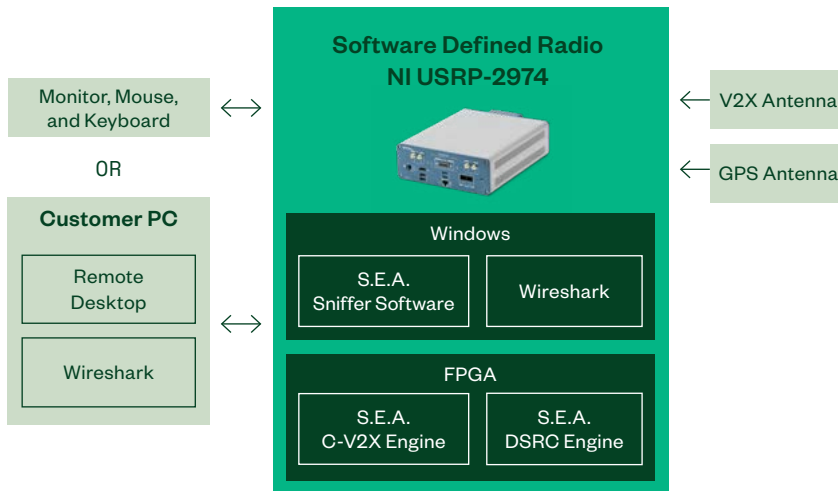 Software Defined Radio
NI USRP-2974
Monitor, Mouse,
and Keyboard
OR
Customer PC
Remote
Desktop
Wireshark
Windows
S.E.A.
Sniffer Software
Wireshark
FPGA
S.E.A.
C-V2X Engine
S.E.A.
DSRC Engine
V2X Antenna
GPS Antenna